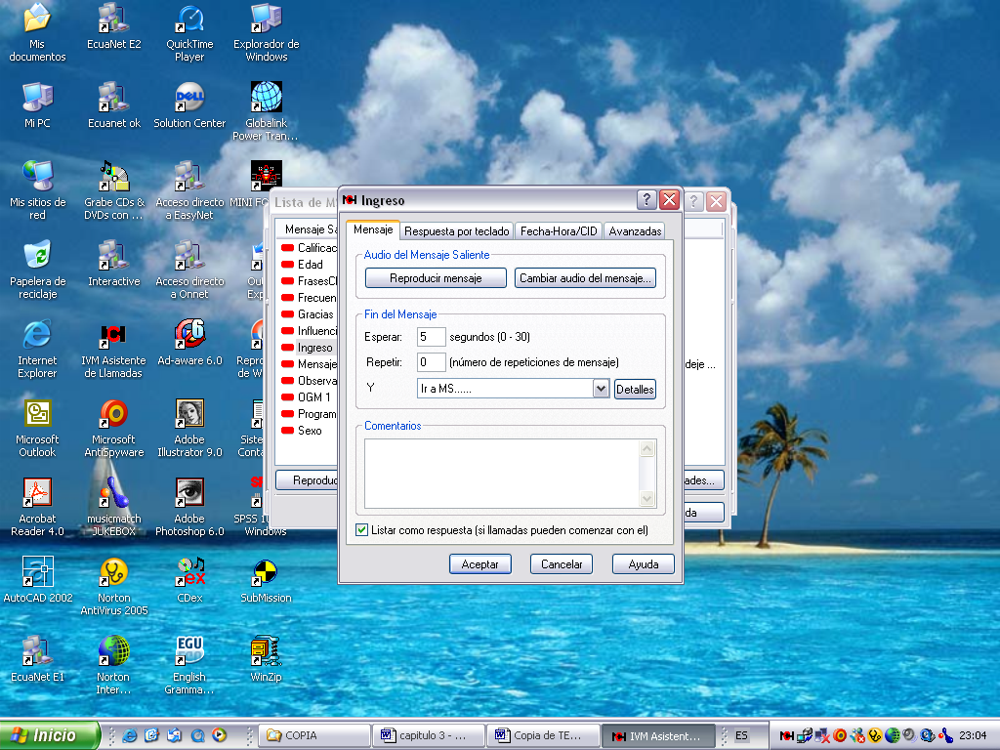 Mis
documentos
EcuaNet E2
QuickTime
Player
Explorador de
Windows
Mi PC
Ecuanet ok
Solution Center
Globalink
Power Tran...
Mis sitios de
red
Grabe CDs &
DVDs con ...
Acceso directo
a EasyNet
MINI FC
Papelera de
reciclaje
Interactive
Acceso directo
a Onnet
Internet
Explorer
IVM Asistente
de Llamadas
Ad-aware 6.0
Repro
de W
Microsoft
Outlook
Microsoft
AntiSpyware
Adobe
Illustrator 9.0
Siste
Conta
Acrobat
Reader 4.0
musicmatch
JUKEBOX
Adobe
Photoshop 6.0
SPSS 10
Windows
AutoCAD 2002
Norton
AntiVirus 2005
CDex
SubMission
EcuaNet E1
Norton
Inter...
English
Gramma...
WinZip
Lista de M
Mensaje Sa
Calificac
Edad
FrasesCl
Frecuen
Gracias
Influenci
Ingreso
Mensaje
deje ...
Observa
OGM 1
Program
Sexo
Reproduc
ades...
da
Ingreso
Mensaje
Respuesta por teclado
Fecha-Hora/CID
Avanzadas
Audio del Mensaje Saliente
Reproducir mensaje
Cambiar audio del mensaje...
Fin del Mensaje
Esperar: 5 segundos (0 - 30)
Repetir: 0 (número de repeticiones de mensaje)
Y Ir a MS...... Detalles
Comentarios
Listar como respuesta (si llamadas pueden comenzar con el)
Aceptar
Cancelar
Ayuda
Inicio
COPIA
capitulo 3 - ...
Copia de TE...
IVM Asistent...
ES
23:04